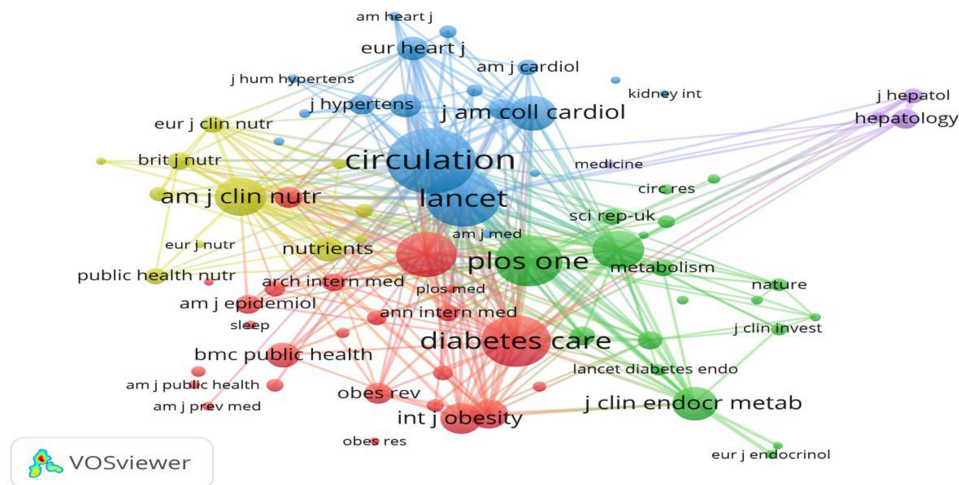 am heart j
eur heart j
am j cardiol
j hum hypertens
kidney int
j hepatol
j hypertens
j am coll cardiol
hepatology
eur j clin nutr
circulation
brit j nutr
medicine
am j clin nutr
lancet
circ res
sci rep-uk
am j med
eur j nutr
nutrients
plos one
metabolism
public health nutr
arch intern med
plos med
nature
am j epidemiol
ann intern med
sleep
j clin invest
diabetes care
bmc public health
lancet diabetes endo
am j public health
obes rev
am j prev med
int j obesity
j clin endocr metab
obes res
eur j endocrinol
VOSviewer